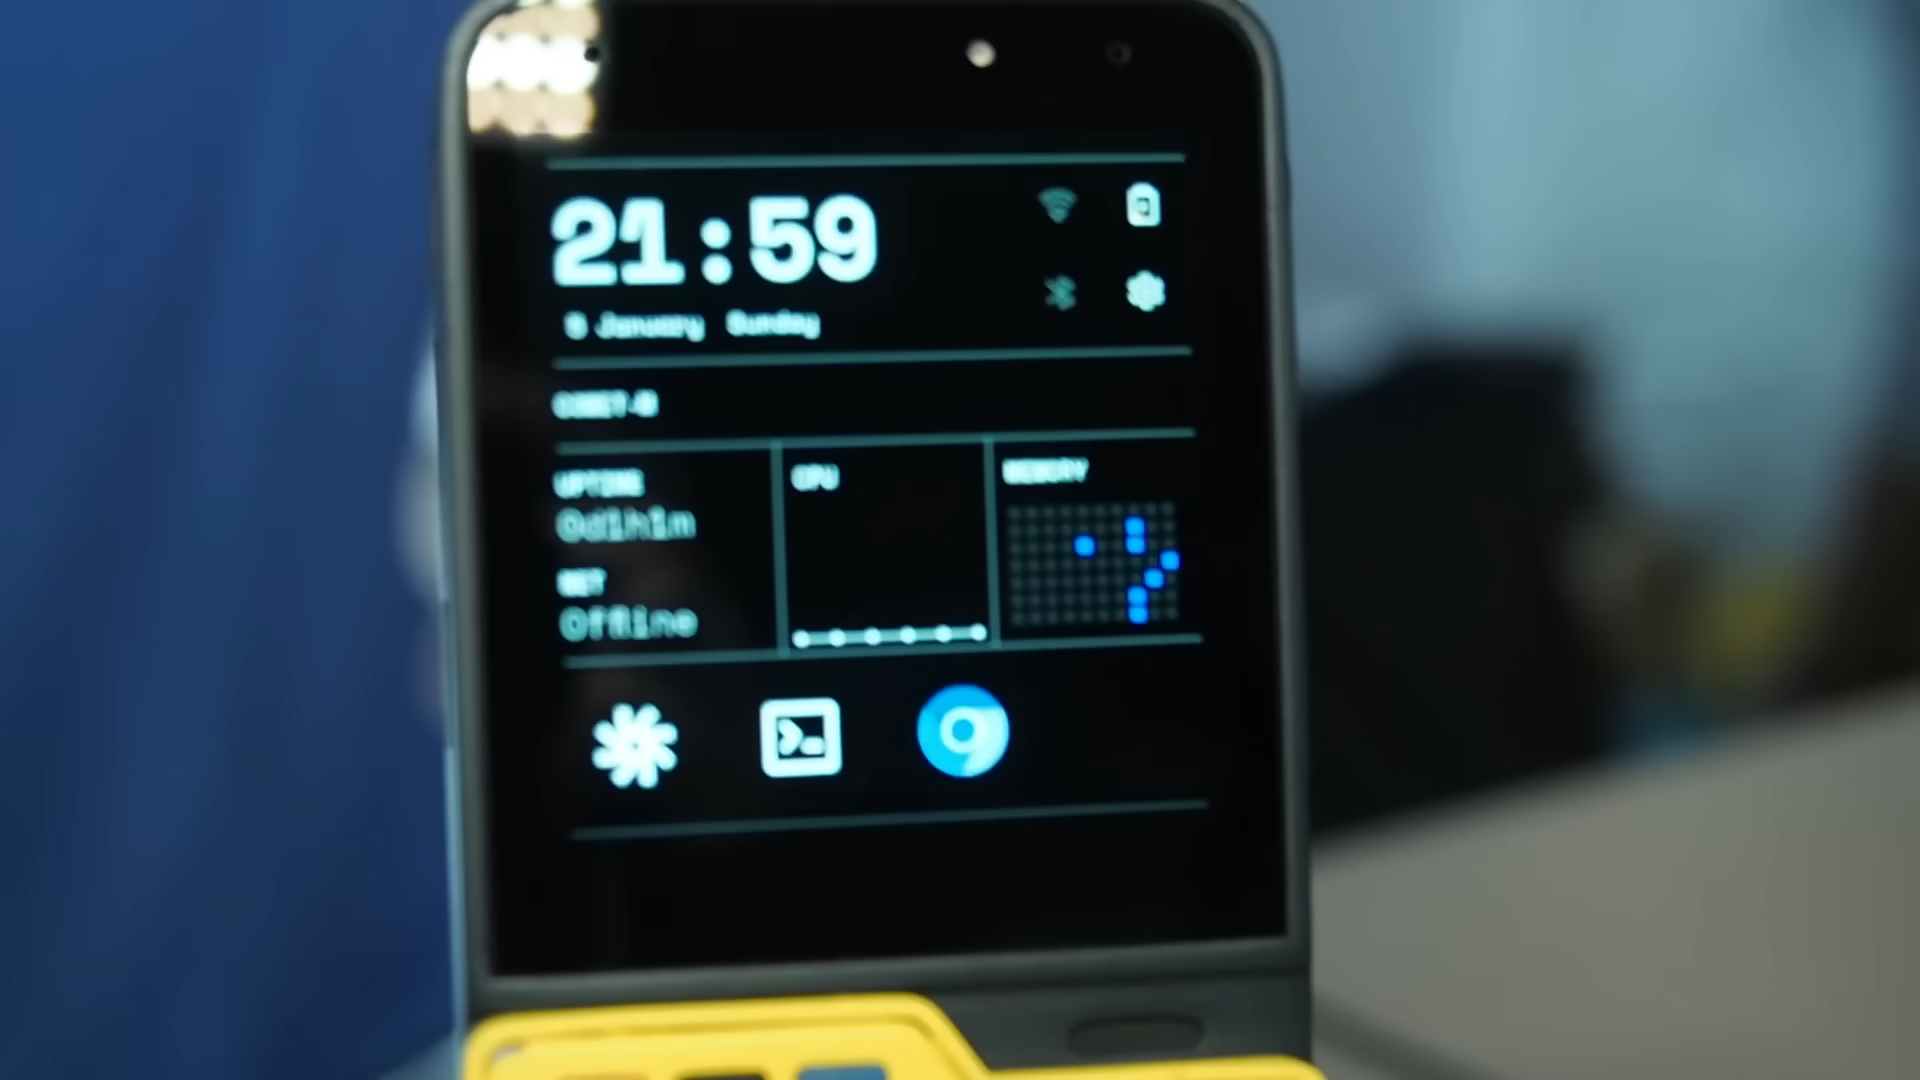 21:59
January Sunday
UPTIME
0d1h1m
CPU
MEMORY
NET
Offline